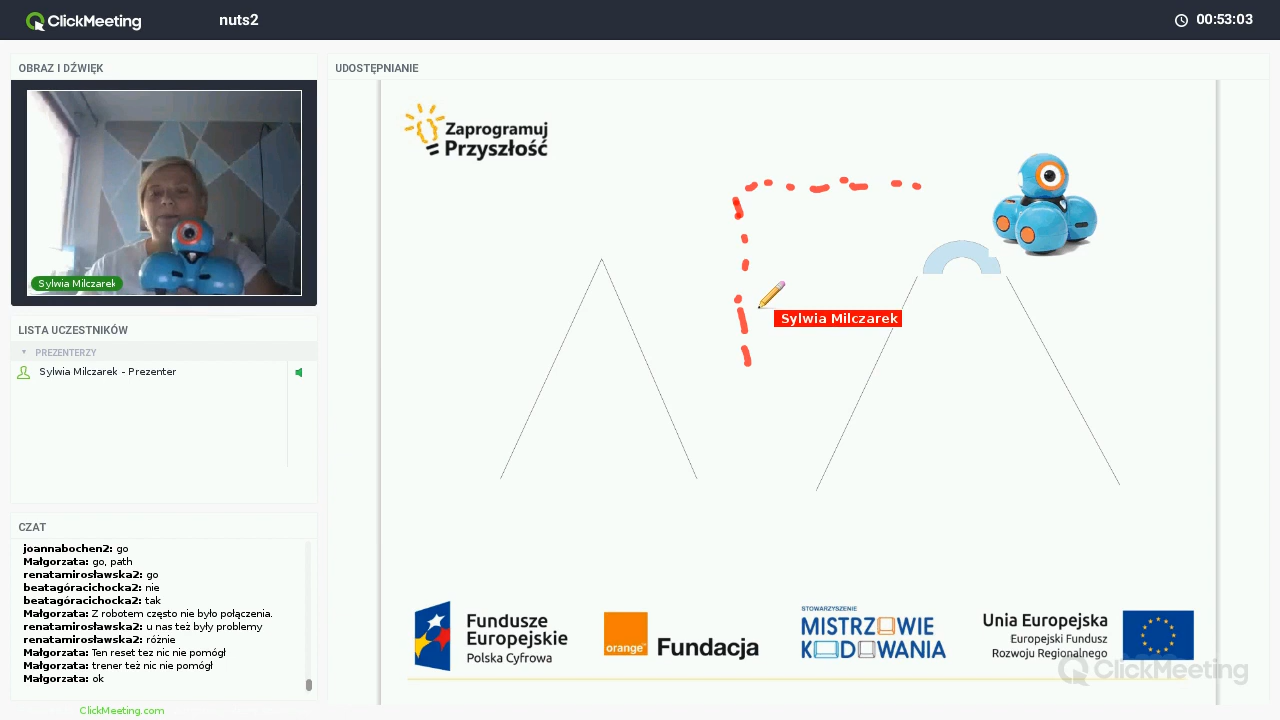 ClickMeeting
nuts2
00:53:03
OBRAZ I DŹWIĘK
Sylwia Milczarek
LISTA UCZESTNIKÓW
PREZENTERZY
Sylwia Milczarek - Prezenter
CZAT
joannabochen2: go
Małgorzata: go, path
renatamirosławska2: go
beatagóracichocka2: nie
beatagóracichocka2: tak
Małgorzata: Z robotem często nie było połączenia.
renatamirosławska2: u nas też były problemy
renatamirosławska2: różnie
Małgorzata: Ten reset tez nic nie pomógł
Małgorzata: trener też nic nie pomógł
Małgorzata: ok
ClickMeeting.com
UDOSTĘPNIANIE
Zaprogramuj
Przyszłość
Sylwia Milczarek
Fundusze
Europejskie
Polska Cyfrowa
orange™
Fundacja
STOWARZYSZENIE
MISTRZOWIE
KODOWANIA
Unia Europejska
Europejski Fundusz
Rozwoju Regionalnego
ClickMeeting